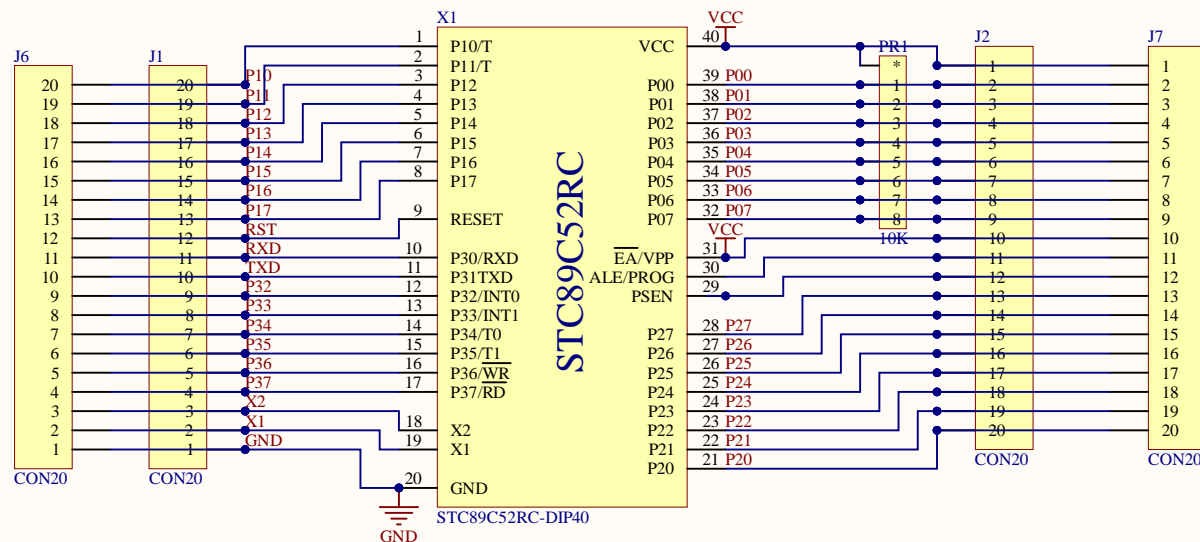 J6
20
19
18
17
16
15
14
13
12
11
10
9
8
7
6
5
4
3
2
1
CON20
J1
20
19
18
17
16
15
14
13
12
11
10
9
8
7
6
5
4
3
2
1
CON20
P10
P11
P12
P13
P14
P15
P16
P17
RST
RXD
TXD
P32
P33
P34
P35
P36
P37
X2
X1
GND
GND
X1
1 P10/T
2 P11/T
3 P12
4 P13
5 P14
6 P15
7 P16
8 P17
9 RESET
10 P30/RXD
11 P31TXD
12 P32/INT0
13 P33/INT1
14 P34/T0
15 P35/T1
16 P36/WR
17 P37/RD
18 X2
19 X1
20 GND
STC89C52RC
STC89C52RC-DIP40
VCC
VCC 40
P00 39 P00
P01 38 P01
P02 37 P02
P03 36 P03
P04 35 P04
P05 34 P05
P06 33 P06
P07 32 P07
VCC
EA/VPP 31
ALE/PROG 30
PSEN 29
P27 28 P27
P26 27 P26
P25 26 P25
P24 25 P24
P23 24 P23
P22 23 P22
P21 22 P21
P20 21 P20
PR1
*
1
2
3
4
5
6
7
8
10K
J2
1
2
3
4
5
6
7
8
9
10
11
12
13
14
15
16
17
18
19
20
CON20
J7
1
2
3
4
5
6
7
8
9
10
11
12
13
14
15
16
17
18
19
20
CON20